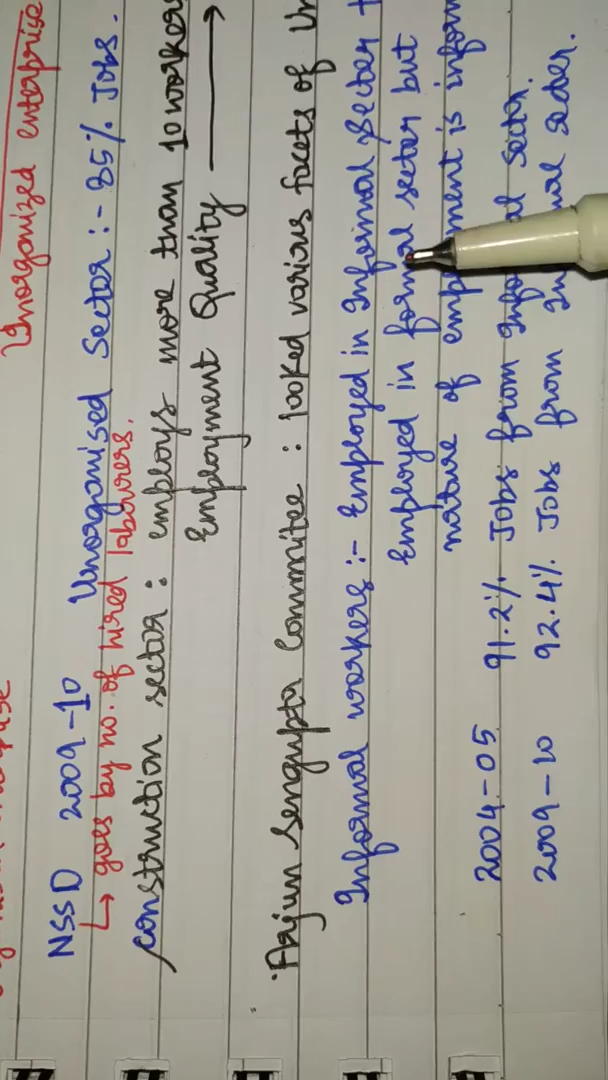 Unorganized enterprise
NSSO 2009-10 Unorganised Sector :- 85% Jobs.
↳ goes by no. of hired labourers.
construction sector : employs more than 10 workers
Employment Quality →
Arjun Sengupta Committee : looked various facets of
Informal workers :- Employed in Informal Sector +
Employed in formal sector but
nature of is
2004-05 91.2% Jobs from Sector.
2009-10 92.4% Jobs from sector.